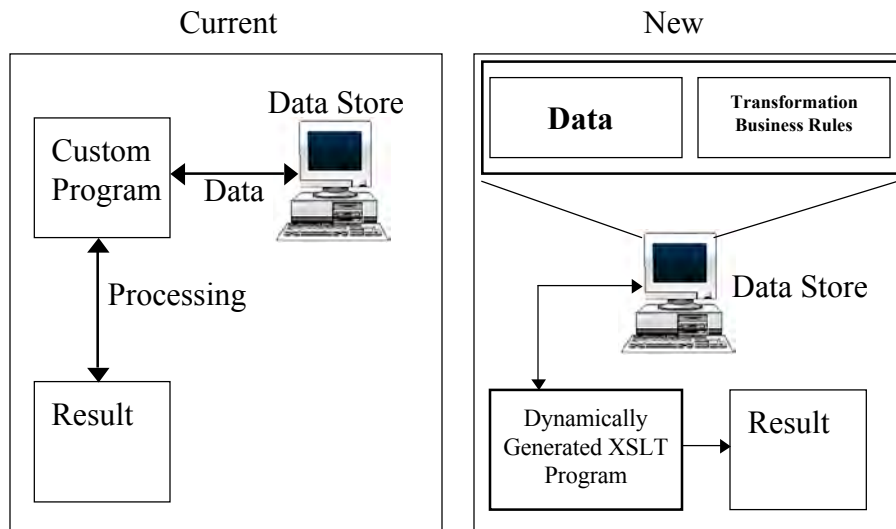 Current
Data Store
Custom
Program
Data
Processing
Result
New
Data
Transformation
Business Rules
Data Store
Dynamically
Generated XSLT
Program
Result